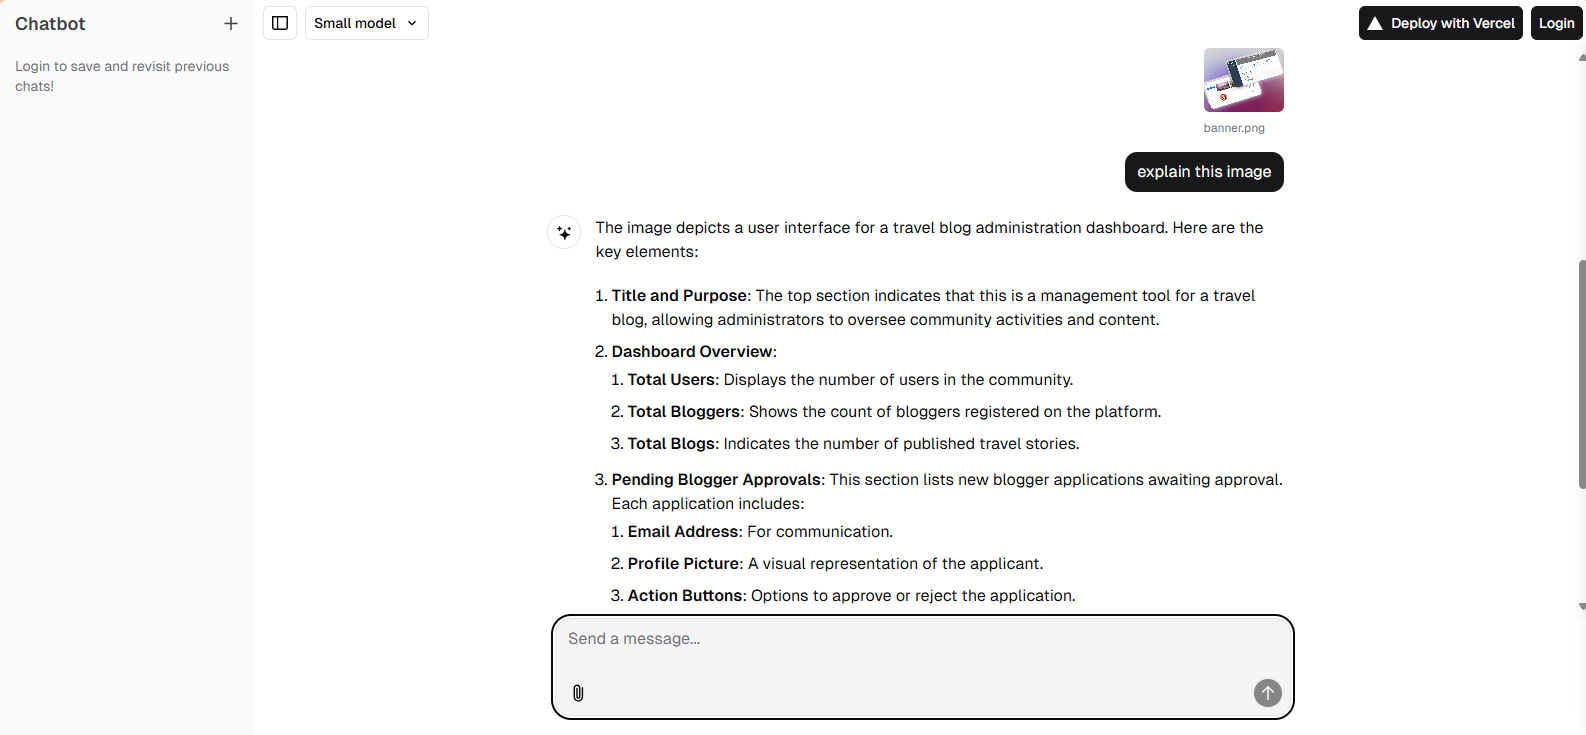 Chatbot
Login to save and revisit previous
chats!
Small model
Deploy with Vercel
Login
banner.png
explain this image
The image depicts a user interface for a travel blog administration dashboard. Here are the
key elements:
1. Title and Purpose: The top section indicates that this is a management tool for a travel
blog, allowing administrators to oversee community activities and content.
2. Dashboard Overview:
1. Total Users: Displays the number of users in the community.
2. Total Bloggers: Shows the count of bloggers registered on the platform.
3. Total Blogs: Indicates the number of published travel stories.
3. Pending Blogger Approvals: This section lists new blogger applications awaiting approval.
Each application includes:
1. Email Address: For communication.
2. Profile Picture: A visual representation of the applicant.
3. Action Buttons: Options to approve or reject the application.
Send a message...